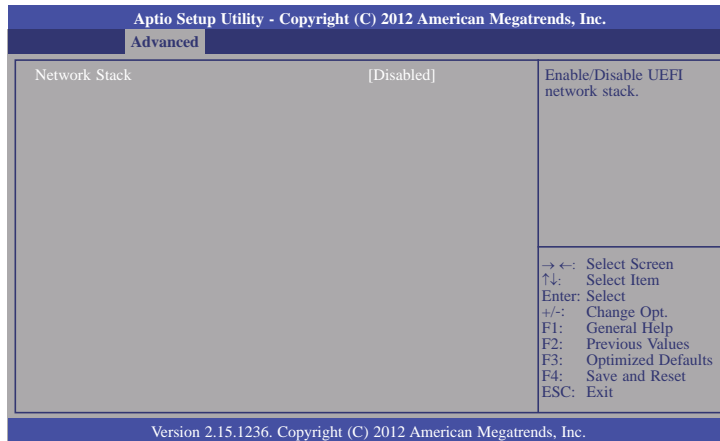 Aptio Setup Utility - Copyright (C) 2012 American Megatrends, Inc.
Advanced
Network Stack [Disabled]
Enable/Disable UEFI
network stack.
→ ←: Select Screen
↑↓: Select Item
Enter: Select
+/-: Change Opt.
F1: General Help
F2: Previous Values
F3: Optimized Defaults
F4: Save and Reset
ESC: Exit
Version 2.15.1236. Copyright (C) 2012 American Megatrends, Inc.